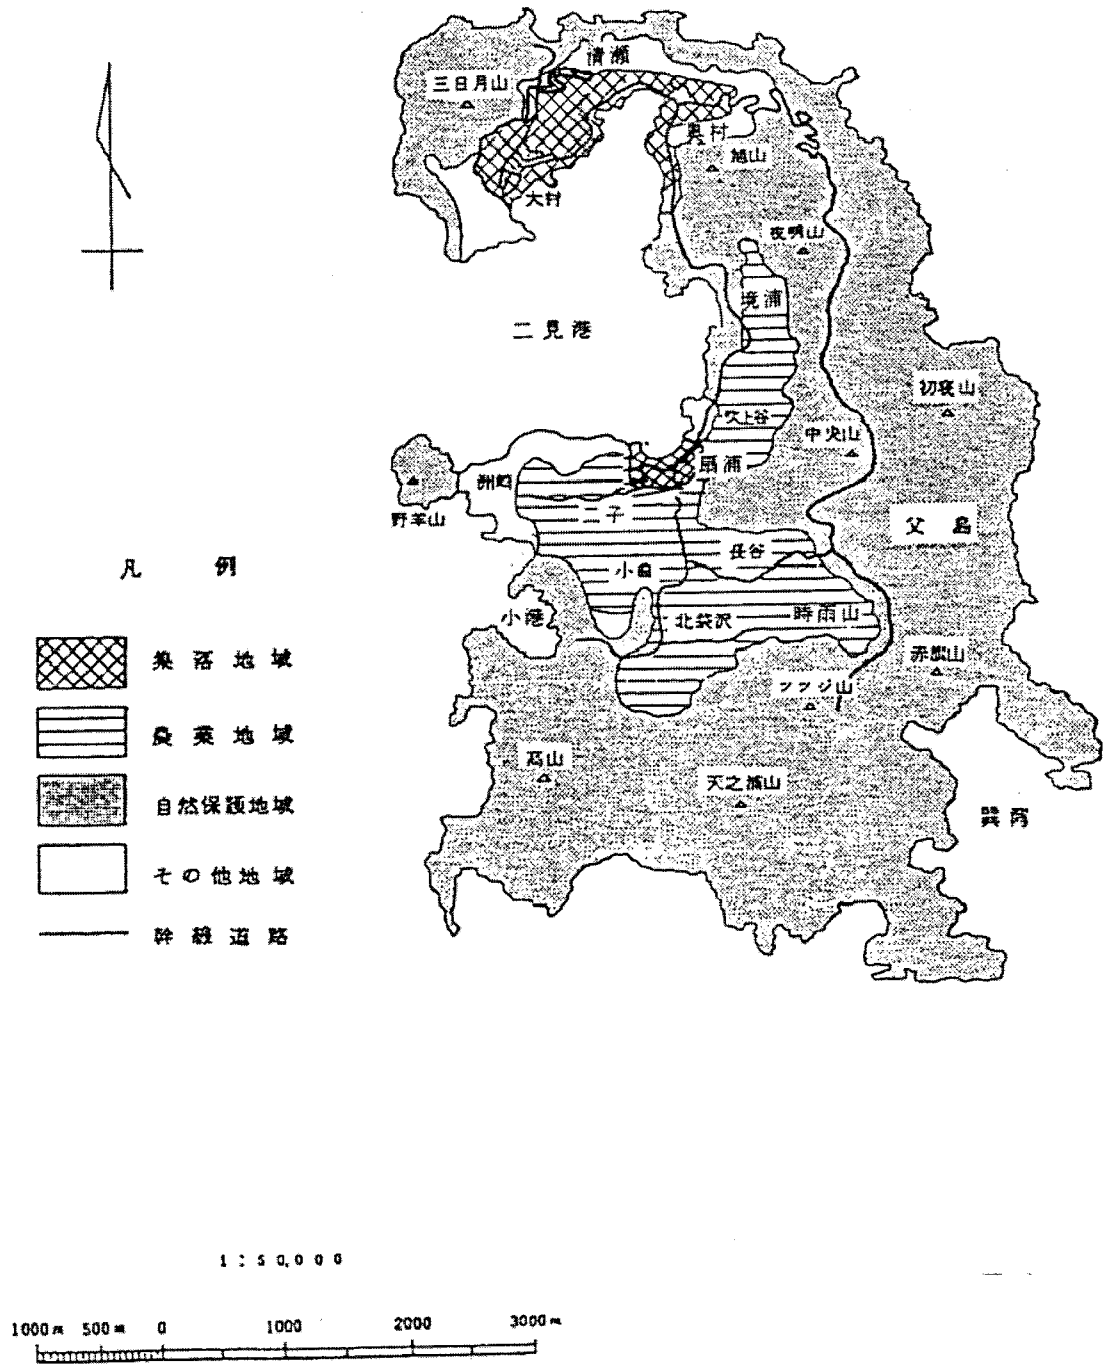 清瀬
三日月山
奥村
旭山
大村
夜明山
境浦
二見港
初寝山
吹上谷
中央山
扇浦
洲崎
野羊山
二子
父島
長谷
小曲
小港
北袋沢
時雨山
赤旗山
ツツジ山
高山
天之浦山
巽湾
凡例
集落地域
農業地域
自然保護地域
その他地域
幹線道路
1:50,000
1000m 500m 0 1000 2000 3000m